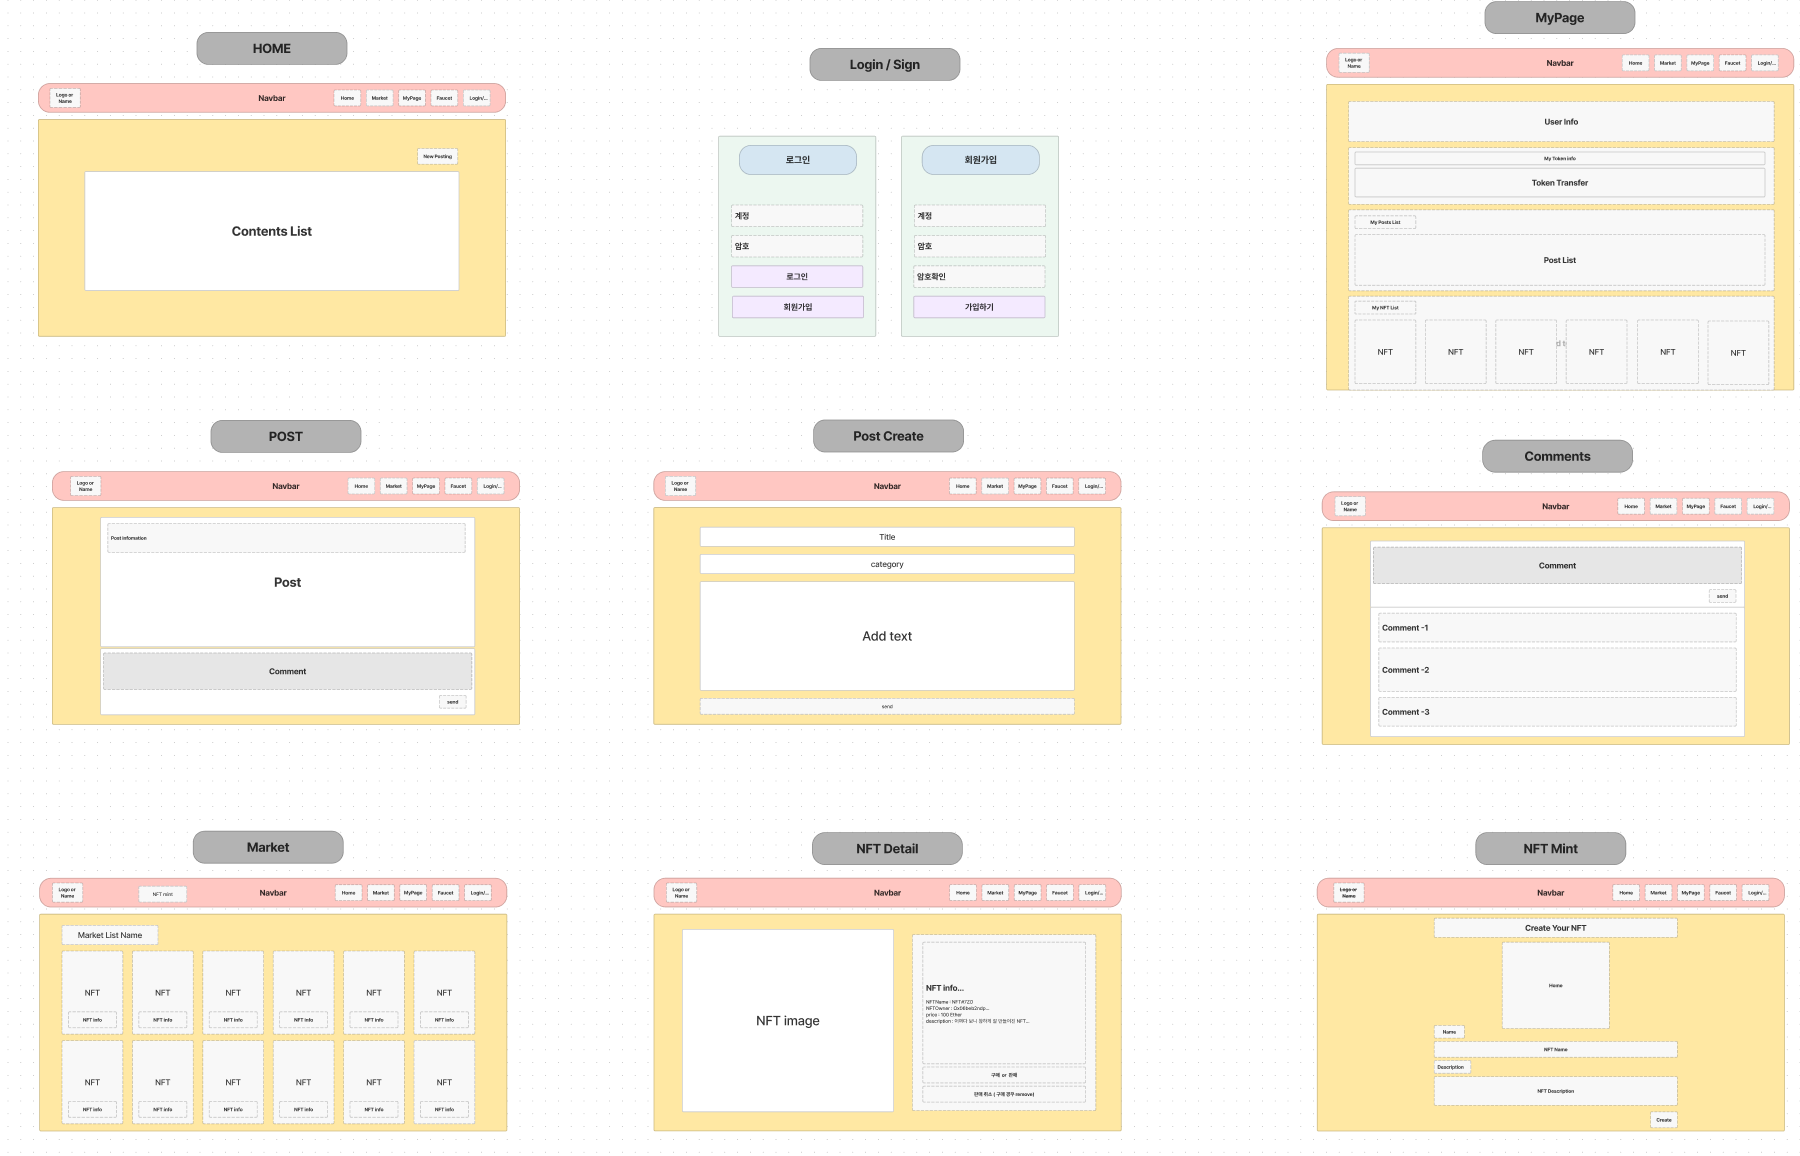 HOME
Logo or
Name
Navbar
Home
Market
MyPage
Faucet
Login/...
New Posting
Contents List
Login / Sign
로그인
계정
암호
로그인
회원가입
회원가입
계정
암호
암호확인
가입하기
MyPage
Logo or
Name
Navbar
Home
Market
MyPage
Faucet
Login/...
User Info
My Token info
Token Transfer
My Posts List
Post List
My NFT List
NFT
NFT
NFT
NFT
NFT
NFT
POST
Logo or
Name
Navbar
Home
Market
MyPage
Faucet
Login/...
Post infomation
Post
Comment
send
Post Create
Logo or
Name
Navbar
Home
Market
MyPage
Faucet
Login/...
Title
category
Add text
send
Comments
Logo or
Name
Navbar
Home
Market
MyPage
Faucet
Login/...
Comment
send
Comment -1
Comment -2
Comment -3
Market
Logo or
Name
NFT mint
Navbar
Home
Market
MyPage
Faucet
Login/...
Market List Name
NFT
NFT
NFT
NFT
NFT
NFT
NFT info
NFT info
NFT info
NFT info
NFT info
NFT info
NFT
NFT
NFT
NFT
NFT
NFT
NFT info
NFT info
NFT info
NFT info
NFT info
NFT info
NFT Detail
Logo or
Name
Navbar
Home
Market
MyPage
Faucet
Login/...
NFT image
NFT info...
NFTName : NFT#7ZD
NFTOwner :
price : 100 Ether
description : 어쩌다 보니 만들어진 NFT...
구매 or 판매
판매 취소 ( 구매 경우 remove)
NFT Mint
Logo or
Name
Navbar
Home
Market
MyPage
Faucet
Login/...
Create Your NFT
Home
Name
NFT Name
Description
NFT Description
Create